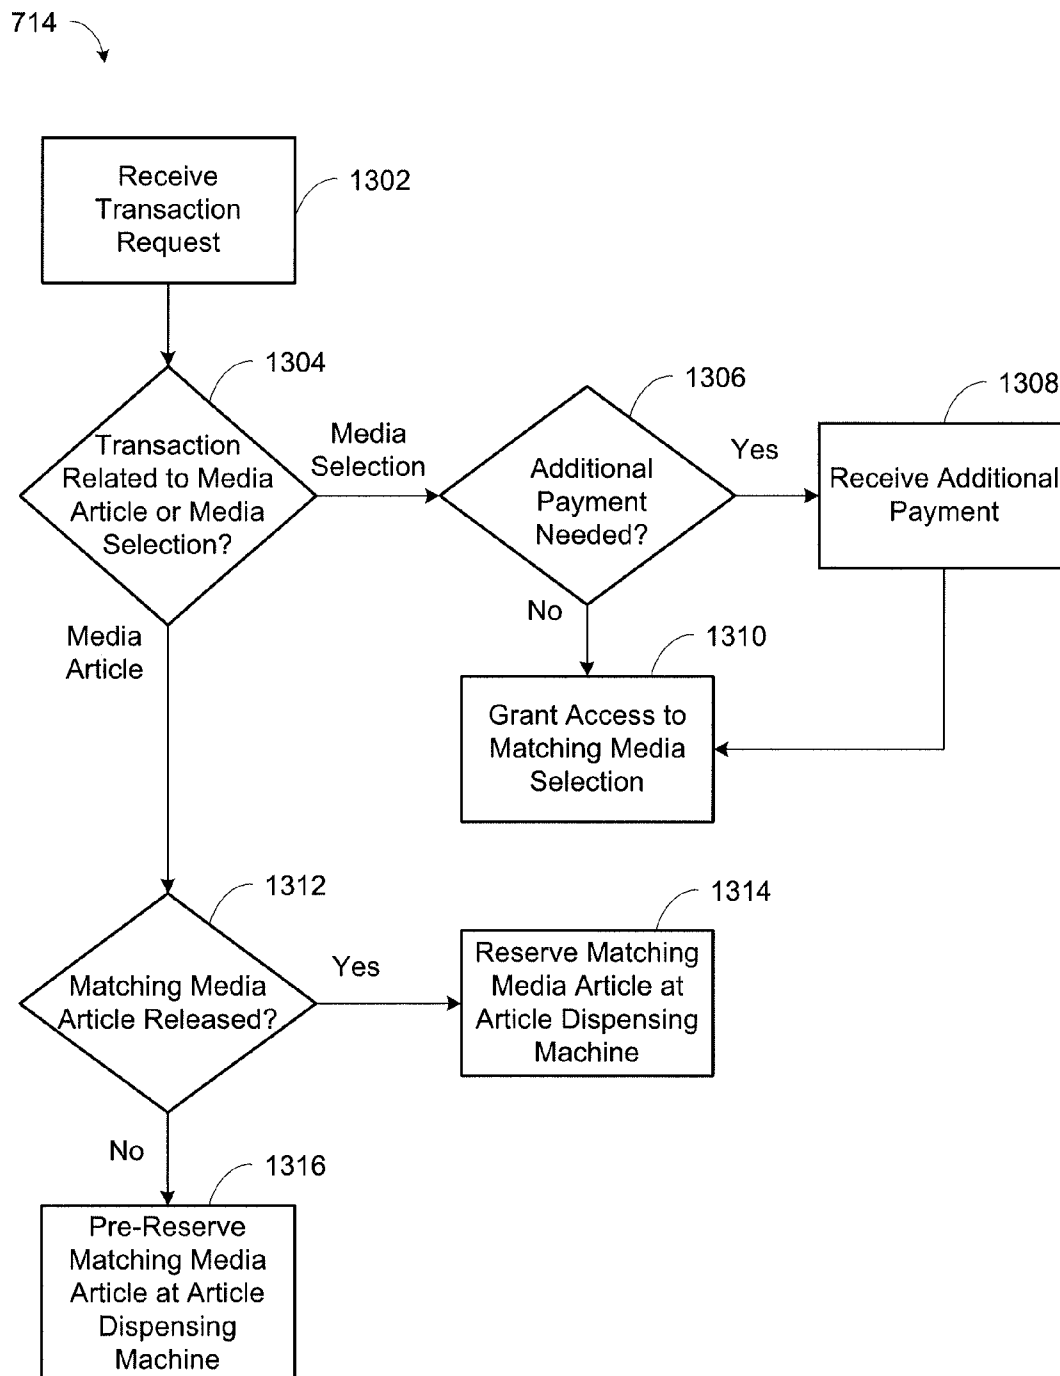 714
Receive
Transaction
Request
1302
1304
Transaction
Related to Media
Article or Media
Selection?
Media
Selection
1306
Additional
Payment
Needed?
Yes
1308
Receive Additional
Payment
No
1310
Grant Access to
Matching Media
Selection
Media
Article
1312
Matching Media
Article Released?
Yes
1314
Reserve Matching
Media Article at
Article Dispensing
Machine
No
1316
Pre-Reserve
Matching Media
Article at Article
Dispensing
Machine